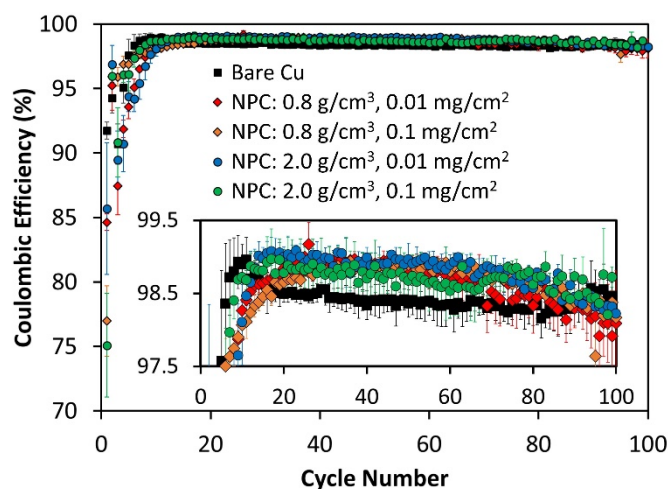 100
95
90
85
80
75
70
Coulombic Efficiency (%)
Bare Cu
NPC: 0.8 g/cm³, 0.01 mg/cm²
NPC: 0.8 g/cm³, 0.1 mg/cm²
NPC: 2.0 g/cm³, 0.01 mg/cm²
NPC: 2.0 g/cm³, 0.1 mg/cm²
99.5
98.5
97.5
0 20 40 60 80 100
0 20 40 60 80 100
Cycle Number